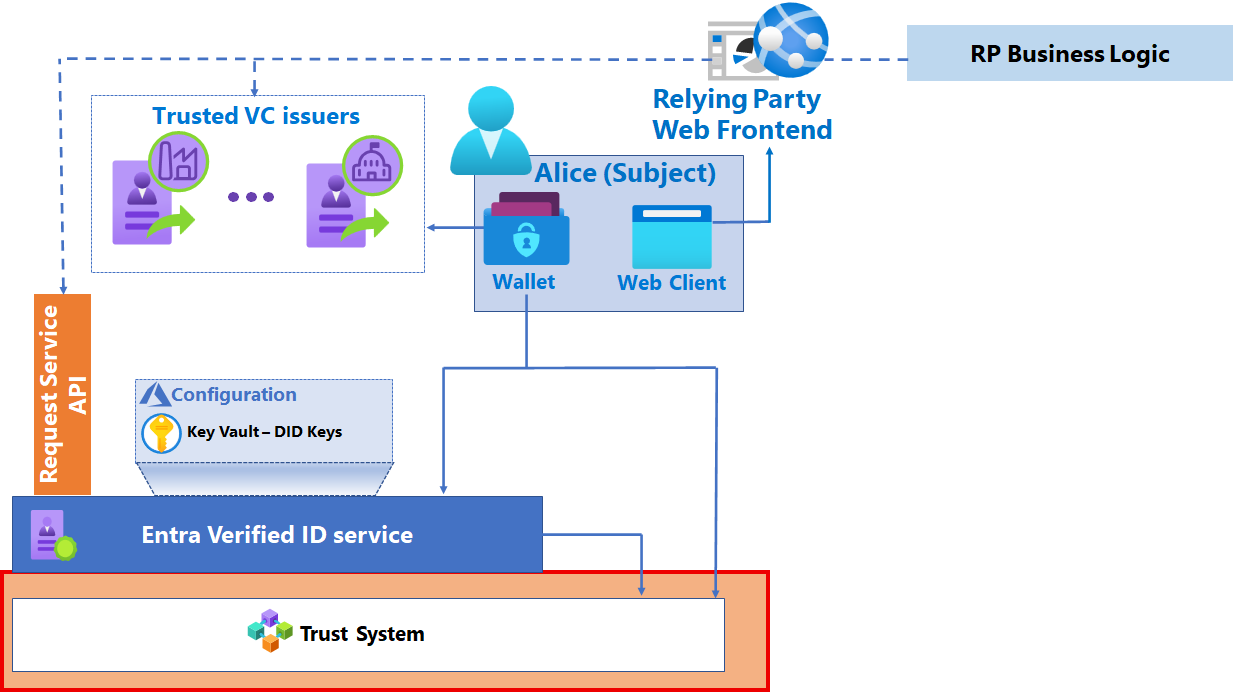 RP Business Logic
Relying Party
Web Frontend
Trusted VC issuers
Alice (Subject)
Wallet
Web Client
Request Service
API
Configuration
Key Vault – DID Keys
Entra Verified ID service
Trust System